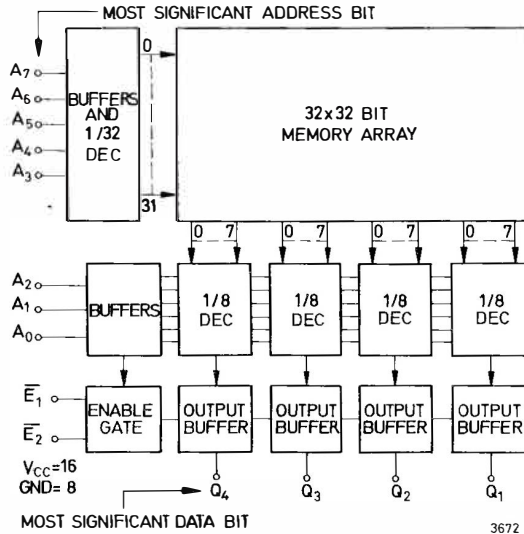 MOST SIGNIFICANT ADDRESS BIT
A7
A6
A5
A4
A3
BUFFERS
AND
1/32
DEC
0
31
32x32 BIT
MEMORY ARRAY
0 7
0 7
0 7
0 7
A2
A1
A0
BUFFERS
1/8
DEC
1/8
DEC
1/8
DEC
1/8
DEC
E̅1
E̅2
ENABLE
GATE
OUTPUT
BUFFER
OUTPUT
BUFFER
OUTPUT
BUFFER
OUTPUT
BUFFER
VCC=16
GND= 8
Q4
Q3
Q2
Q1
MOST SIGNIFICANT DATA BIT
3672